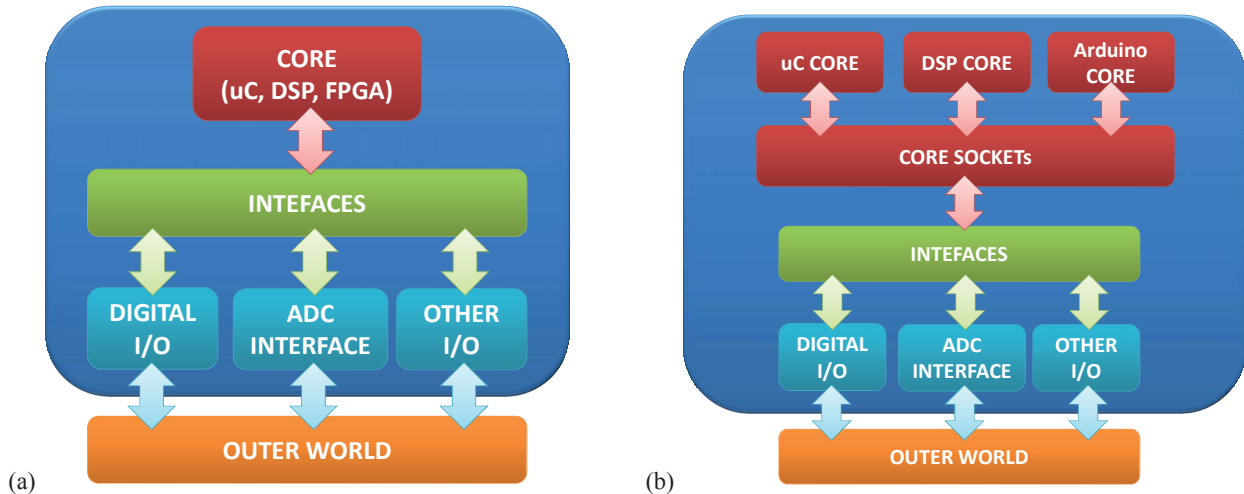 CORE
(uC, DSP, FPGA)
INTEFACES
DIGITAL
I/O
ADC
INTERFACE
OTHER
I/O
OUTER WORLD
(a)
uC CORE
DSP CORE
Arduino
CORE
CORE SOCKETs
INTEFACES
DIGITAL
I/O
ADC
INTERFACE
OTHER
I/O
OUTER WORLD
(b)